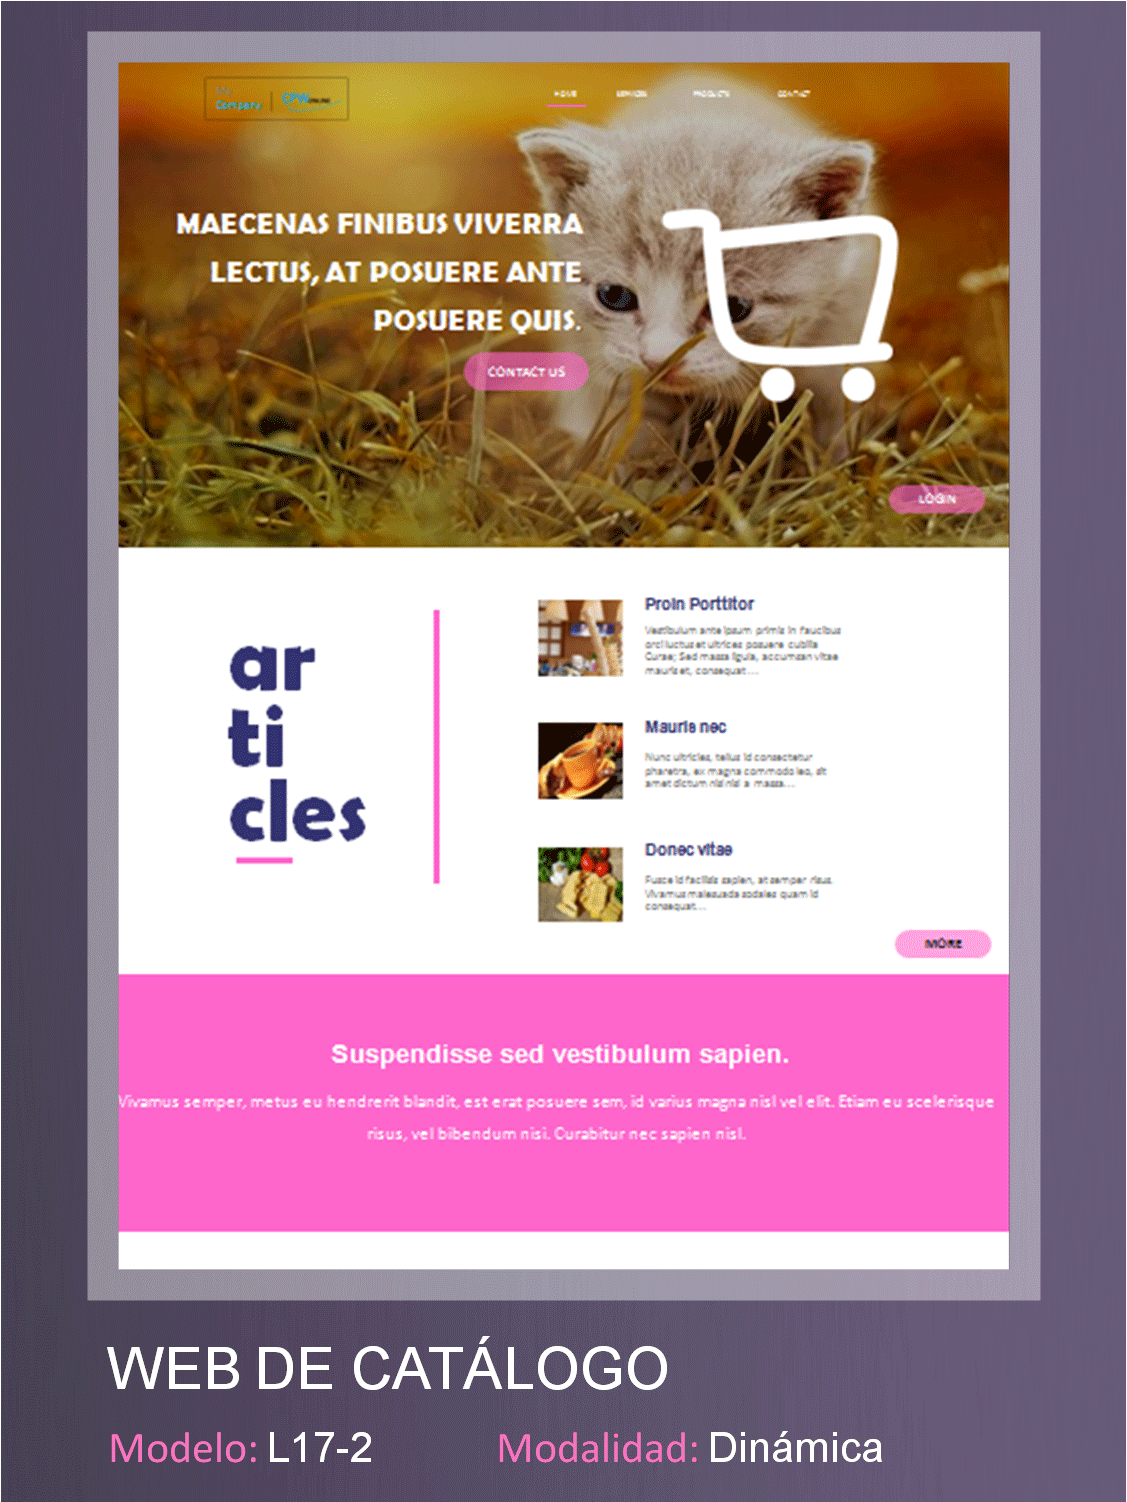 My
Company
CPW ONLINE
HOME SERVICES PRODUCTS CONTACT
MAECENAS FINIBUS VIVERRA
LECTUS, AT POSUERE ANTE
POSUERE QUIS.
CONTACT US
LOGIN
ar
ti
cles
Proin Porttitor
Vestibulum ante ipsum primis in faucibus
orci luctus et ultrices posuere cubilia
Curae; Sed massa ligula, accumsan vitae
mauris et, consequat...
Mauris nec
Nunc ultricies, tellus id consectetur
pharetra, ex magna commodo leo, sit
amet dictum nisl nisl a massa...
Donec vitae
Fusce id facilisis sapien, at semper risus.
Vivamus malesuada sodales quam id
consequat...
MORE
Suspendisse sed vestibulum sapien.
Vivamus semper, metus eu hendrerit blandit, est erat posuere sem, id varius magna nisl vel elit. Etiam eu scelerisque
risus, vel bibendum nisi. Curabitur nec sapien nisl.
WEB DE CATÁLOGO
Modelo: L17-2 Modalidad: Dinámica